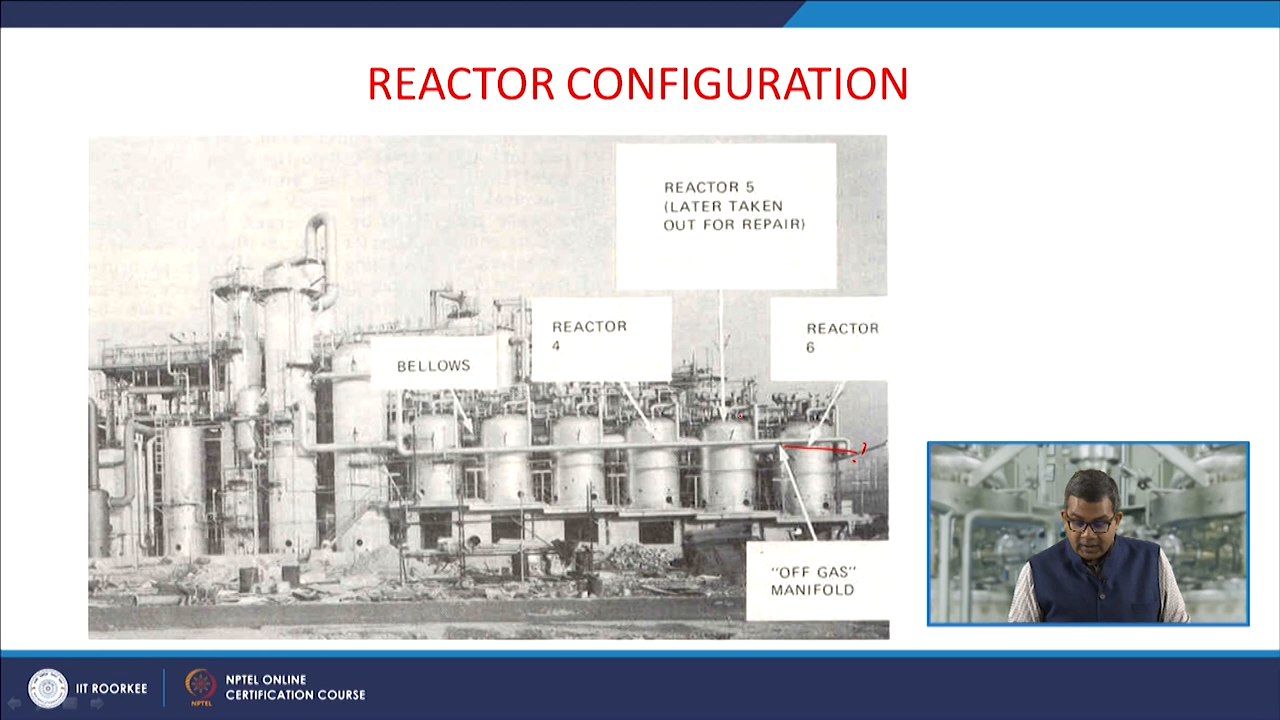 REACTOR CONFIGURATION
REACTOR 5
(LATER TAKEN
OUT FOR REPAIR)
REACTOR
4
REACTOR
6
BELLOWS
"OFF GAS"
MANIFOLD
IIT ROORKEE
NPTEL
NPTEL ONLINE
CERTIFICATION COURSE